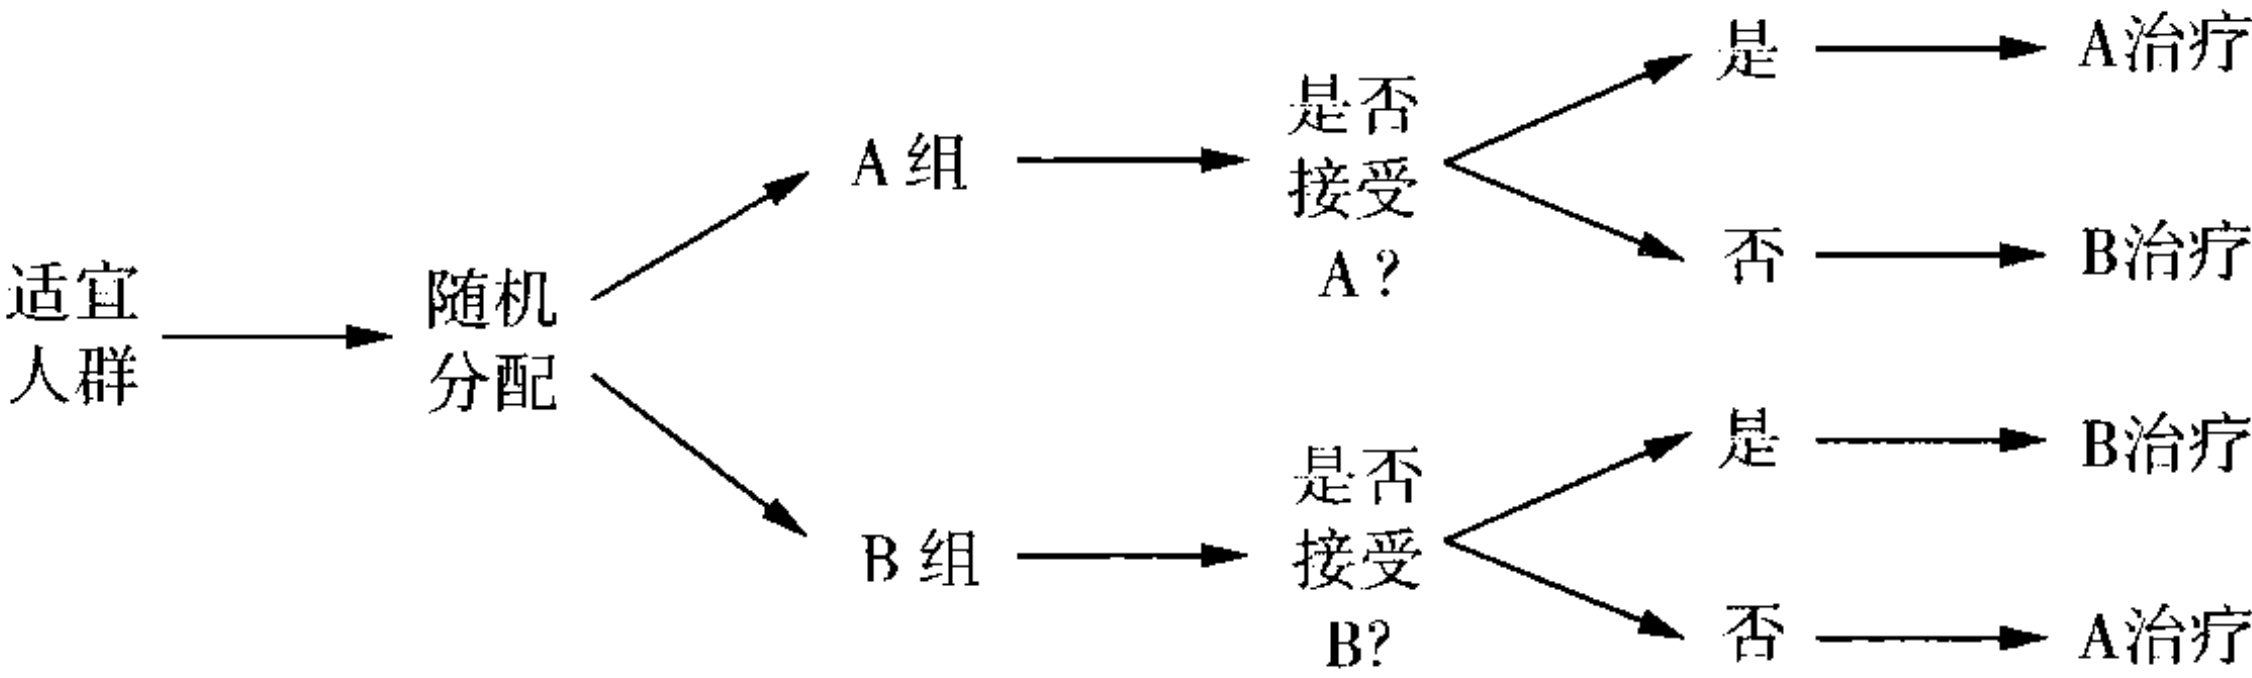 适宜
人群
随机
分配
A组
是否
接受
A?
是
A治疗
否
B治疗
B组
是否
接受
B?
是
B治疗
否
A治疗